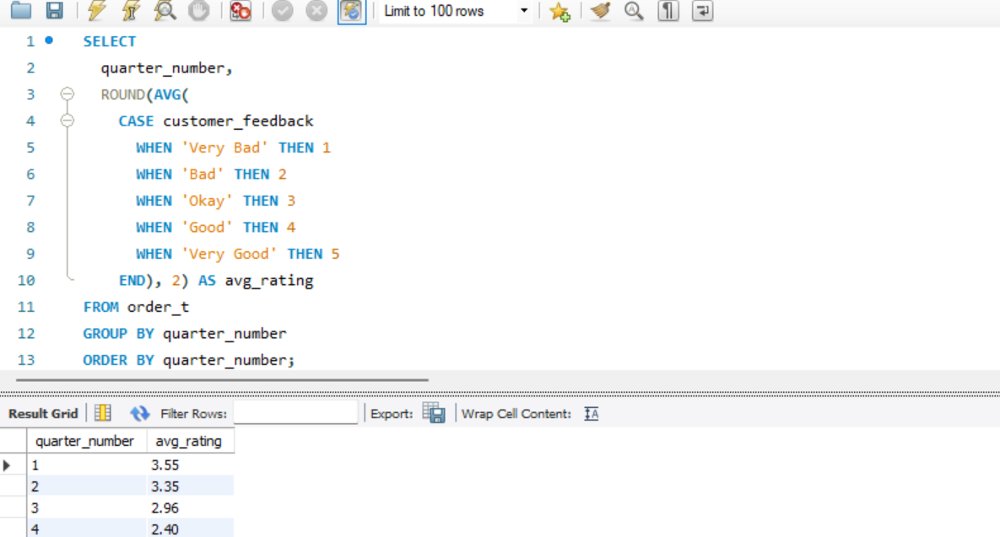 Limit to 100 rows
1 SELECT
2 quarter_number,
3 ROUND(AVG(
4 CASE customer_feedback
5 WHEN 'Very Bad' THEN 1
6 WHEN 'Bad' THEN 2
7 WHEN 'Okay' THEN 3
8 WHEN 'Good' THEN 4
9 WHEN 'Very Good' THEN 5
10 END), 2) AS avg_rating
11 FROM order_t
12 GROUP BY quarter_number
13 ORDER BY quarter_number;
Result Grid Filter Rows: Export: Wrap Cell Content:
quarter_number avg_rating
1 3.55
2 3.35
3 2.96
4 2.40